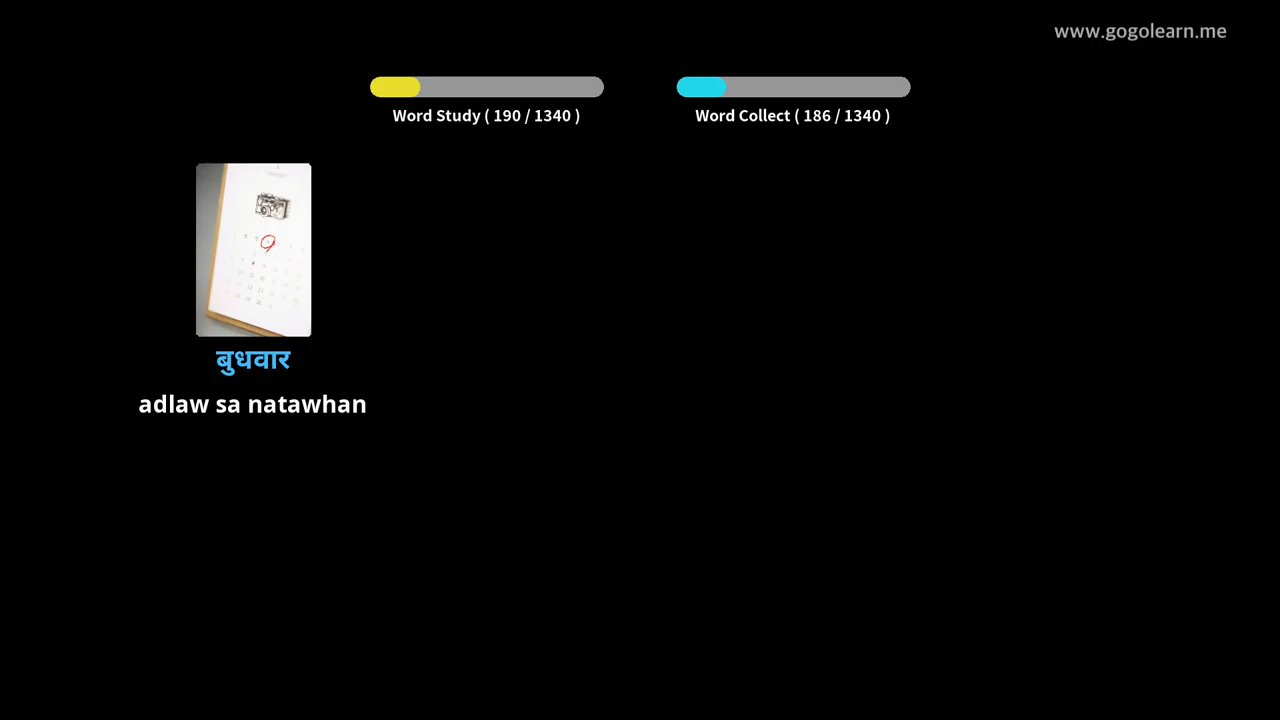 www.gogolearn.me
Word Study ( 190 / 1340 )
Word Collect ( 186 / 1340 )
बुधवार
adlaw sa natawhan